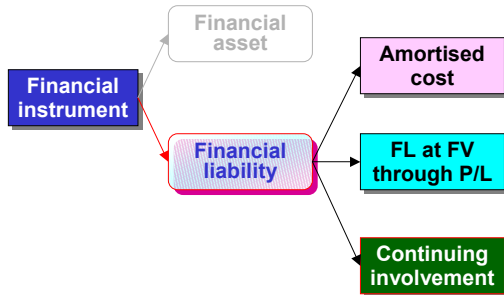 Financial
asset
Amortised
cost
Financial
instrument
Financial
liability
FL at FV
through P/L
Continuing
involvement